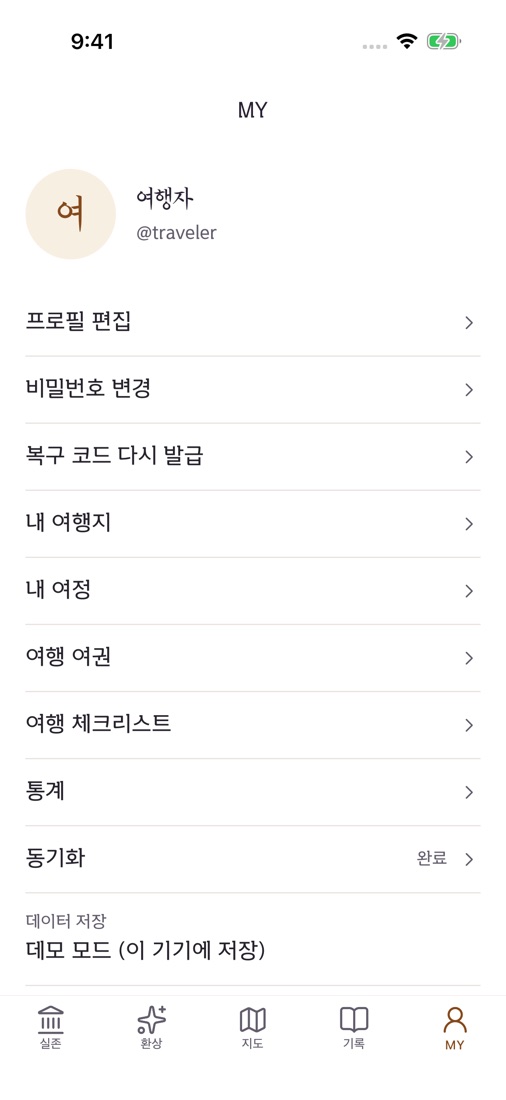 9:41
MY
여
여행자
@traveler
프로필 편집
비밀번호 변경
복구 코드 다시 발급
내 여행지
내 여정
여행 여권
여행 체크리스트
통계
동기화 완료
데이터 저장
데모 모드 (이 기기에 저장)
실존 환상 지도 기록 MY